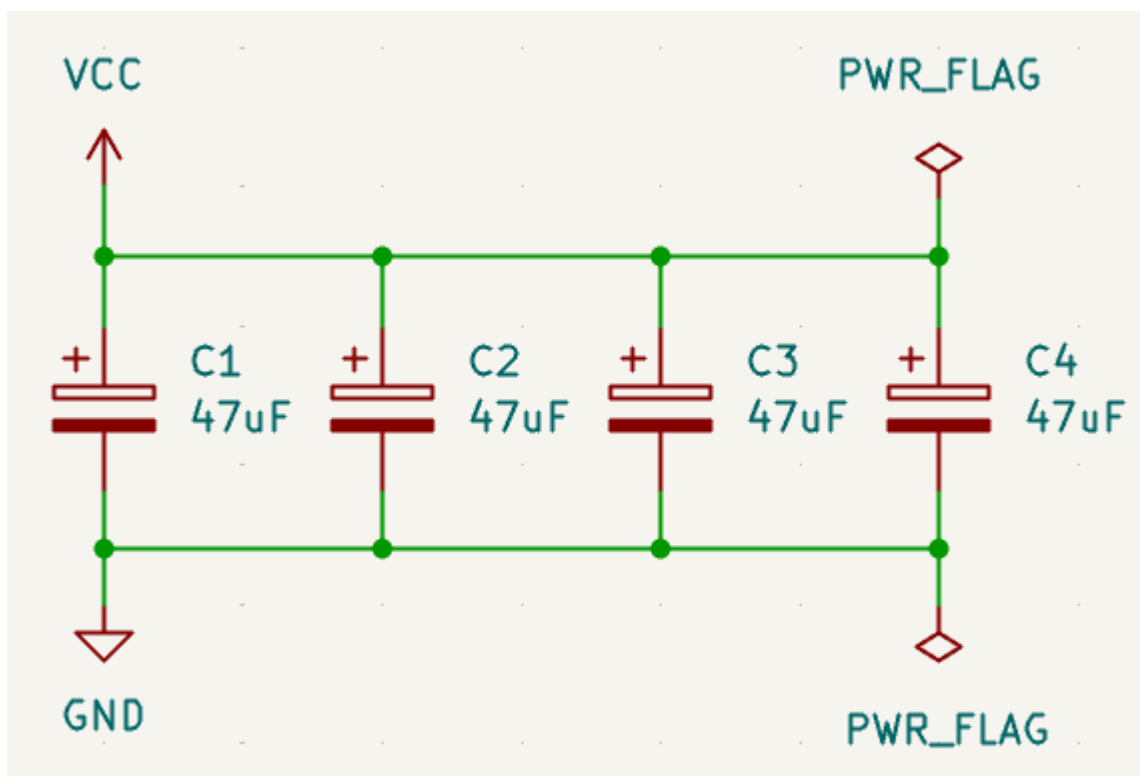 VCC
PWR_FLAG
+
C1
47uF
+
C2
47uF
+
C3
47uF
+
C4
47uF
GND
PWR_FLAG